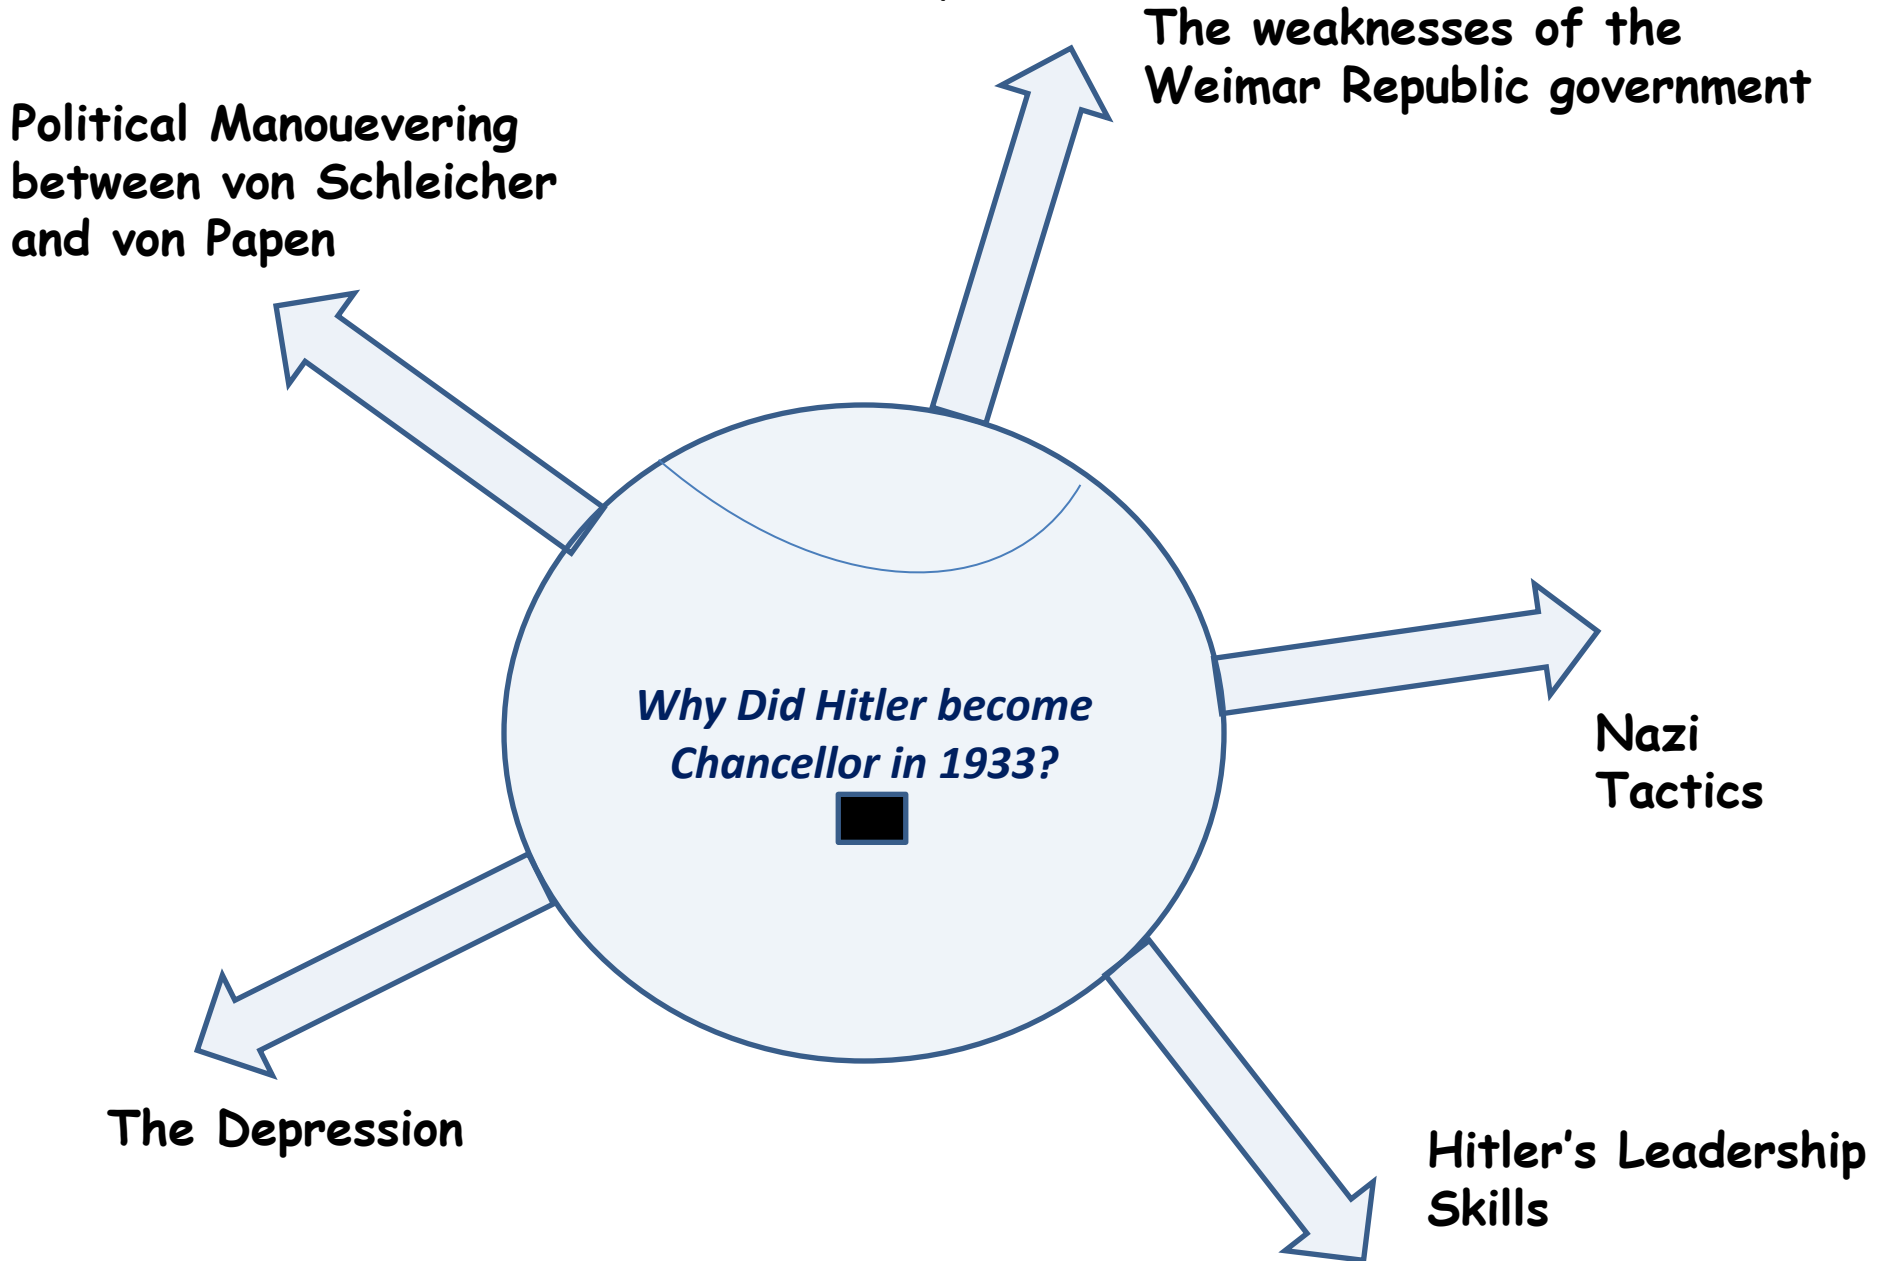 The weaknesses of the
Weimar Republic government
Political Manouevering
between von Schleicher
and von Papen
Why Did Hitler become
Chancellor in 1933?
Nazi
Tactics
The Depression
Hitler's Leadership
Skills